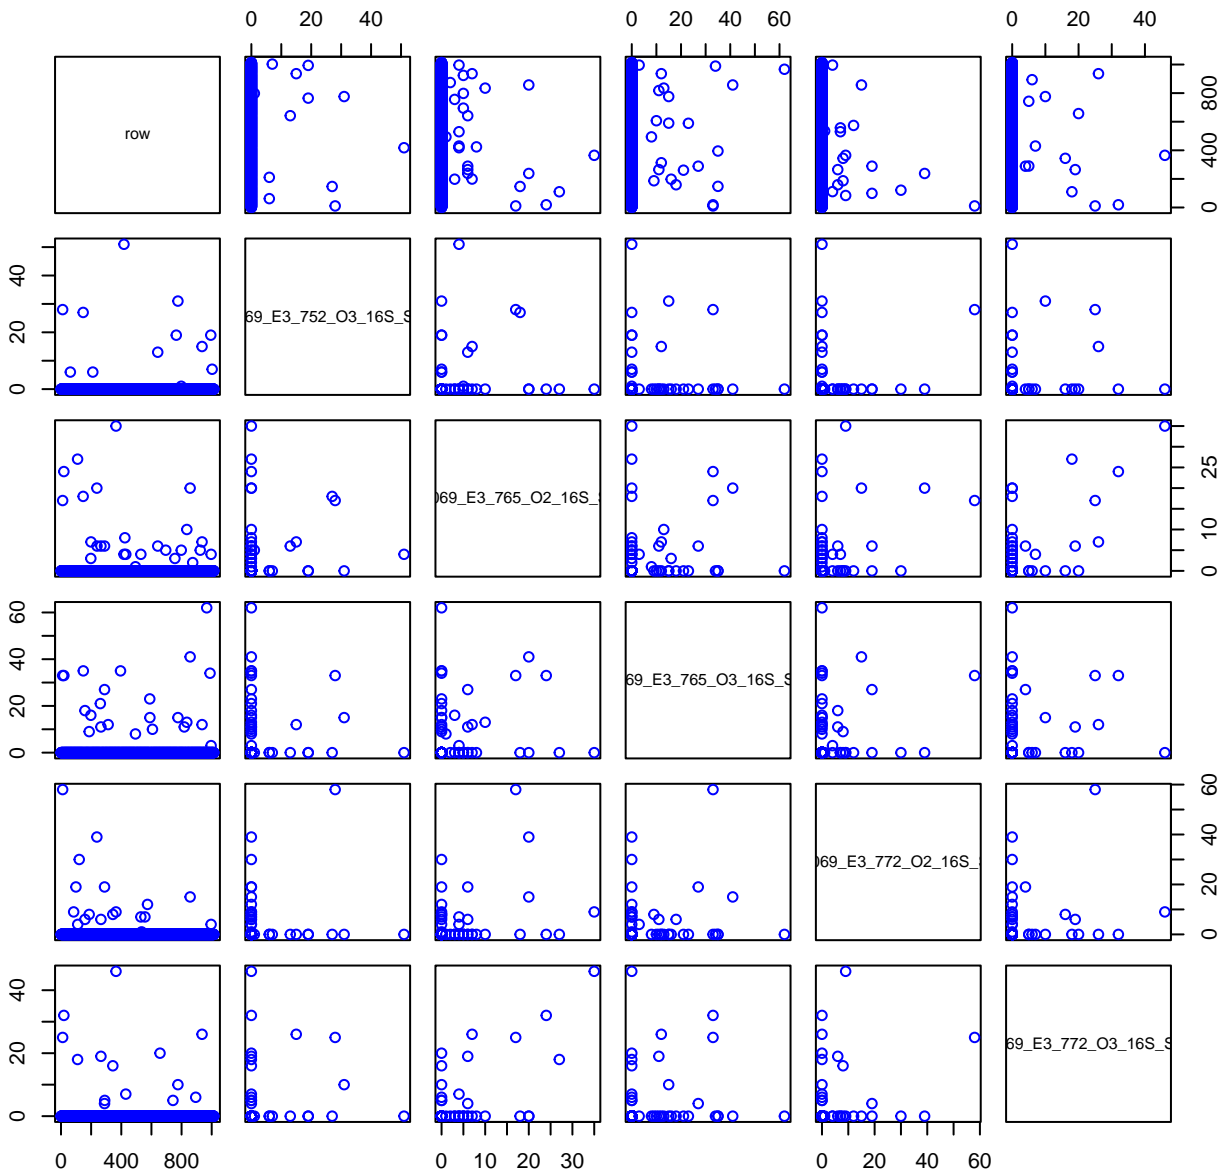 0 20 40
0 20 40 60
0 20 40
row
0 400 800
0 20 40
69_E3_752_O3_16S_S
069_E3_765_O2_16S_S
0 10 25
0 20 40 60
69_E3_765_O3_16S_S
069_E3_772_O2_16S_S
0 20 40 60
0 20 40
69_E3_772_O3_16S_S
0 400 800
0 10 20 30
0 20 40 60